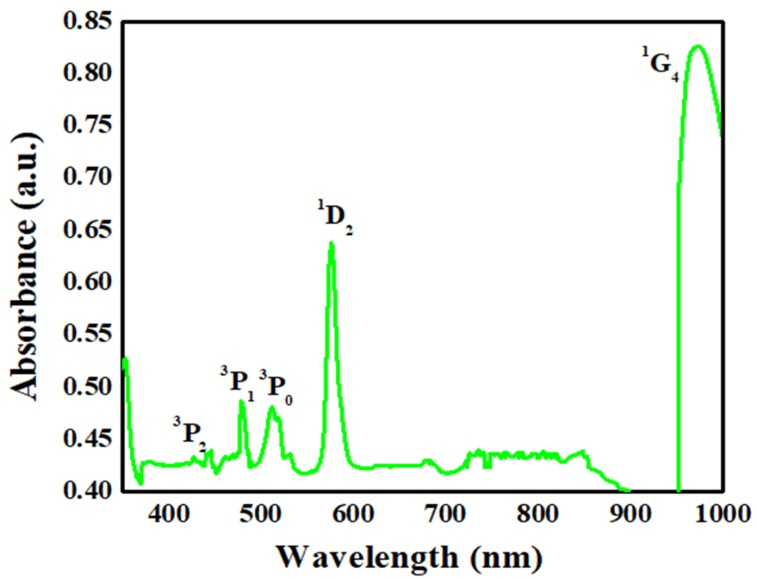 0.85
0.80
0.75
0.70
0.65
0.60
0.55
0.50
0.45
0.40
Absorbance (a.u.)
³P₂
³P₁
³P₀
¹D₂
¹G₄
400 500 600 700 800 900 1000
Wavelength (nm)